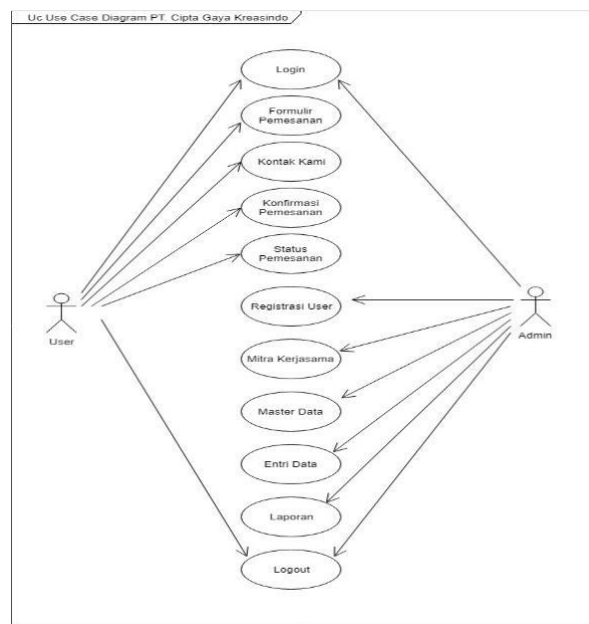 Uc Use Case Diagram PT. Cipta Gaya Kreasindo
Login
Formulir
Pemesanan
Kontak Kami
Konfirmasi
Pemesanan
Status
Pemesanan
Registrasi User
User
Admin
Mitra Kerjasama
Master Data
Entri Data
Laporan
Logout